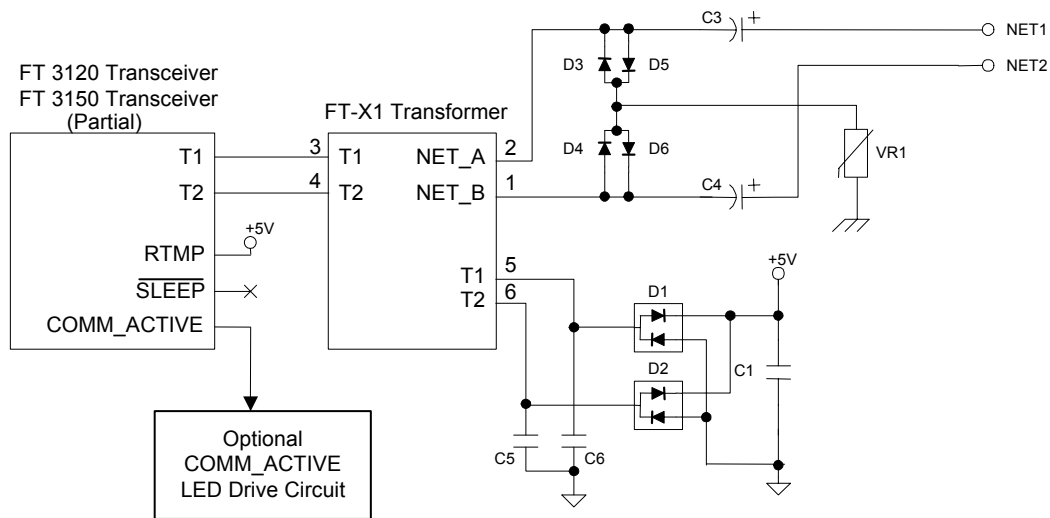 C3
+
NET1
NET2
D3
D5
FT 3120 Transceiver
FT 3150 Transceiver
(Partial)
FT-X1 Transformer
T1
3
T1
NET_A
2
D4
D6
VR1
T2
4
T2
NET_B
1
C4
+
+5V
RTMP
SLEEP
COMM_ACTIVE
T1
5
T2
6
+5V
D1
D2
C1
C5
C6
Optional
COMM_ACTIVE
LED Drive Circuit